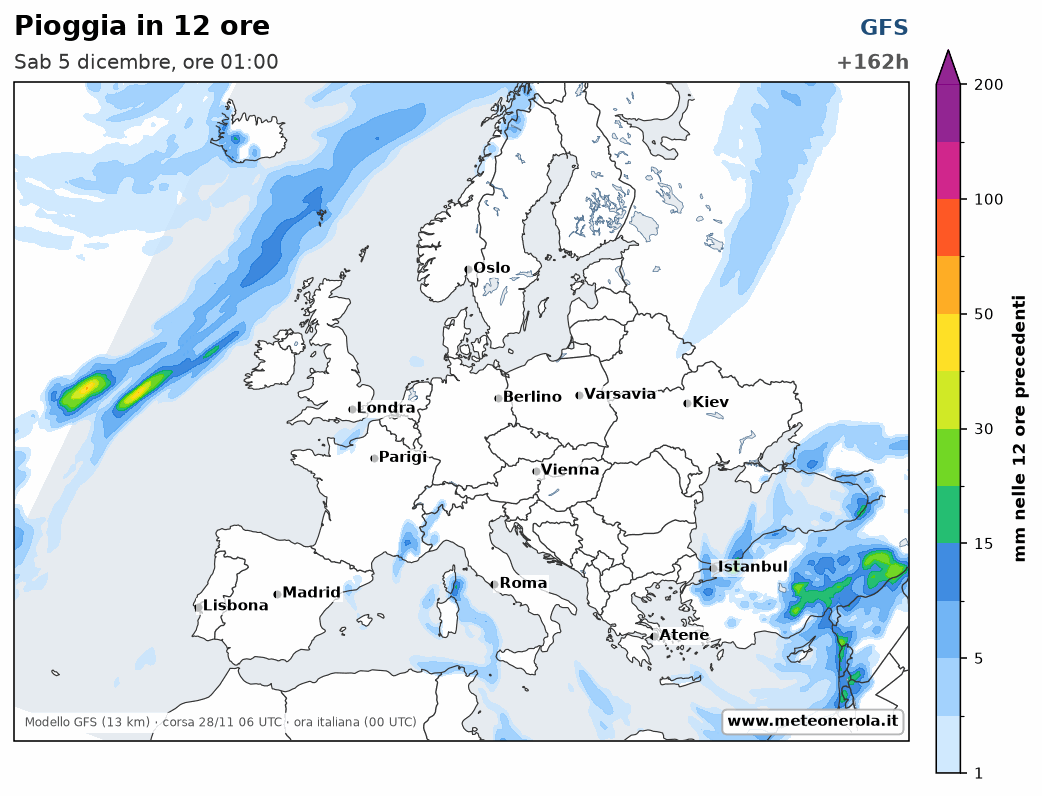 Pioggia in 12 ore
GFS
Sab 5 dicembre, ore 01:00
+162h
200
100
50
30
15
5
1
mm nelle 12 ore precedenti
Oslo
Londra
Berlino
Varsavia
Kiev
Parigi
Vienna
Istanbul
Roma
Madrid
Lisbona
Atene
Modello GFS (13 km) · corsa 28/11 06 UTC · ora italiana (00 UTC)
www.meteonerola.it